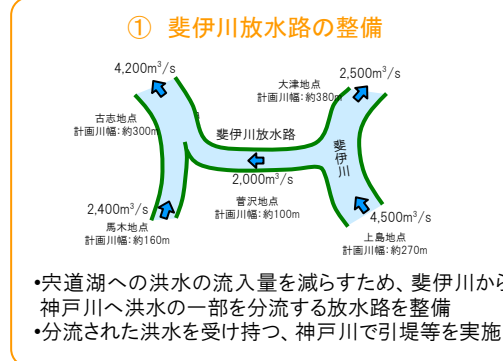 ① 斐伊川放水路の整備
4,200m³/s
2,500m³/s
大津地点
計画川幅：約380m
古志地点
計画川幅：約300m
斐伊川放水路
斐伊川
2,000m³/s
菅沢地点
計画川幅：約100m
2,400m³/s
馬木地点
計画川幅：約160m
4,500m³/s
上島地点
計画川幅：約270m
•宍道湖への洪水の流入量を減らすため、斐伊川から
神戸川へ洪水の一部を分流する放水路を整備
•分流された洪水を受け持つ、神戸川で引堤等を実施